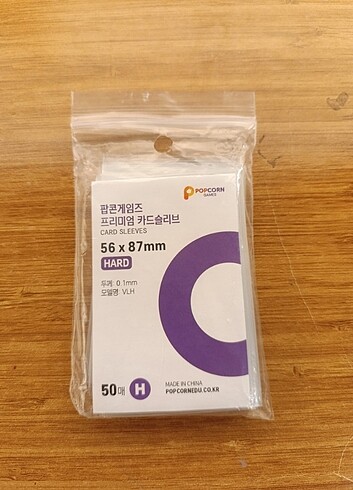 POPCORN
GAMES
팝콘게임즈
프리미엄 카드슬리브
CARD SLEEVES
56 x 87mm
HARD
두께: 0.1mm
모델명: VLH
50매 H
MADE IN CHINA
POPCORNEDU.CO.KR